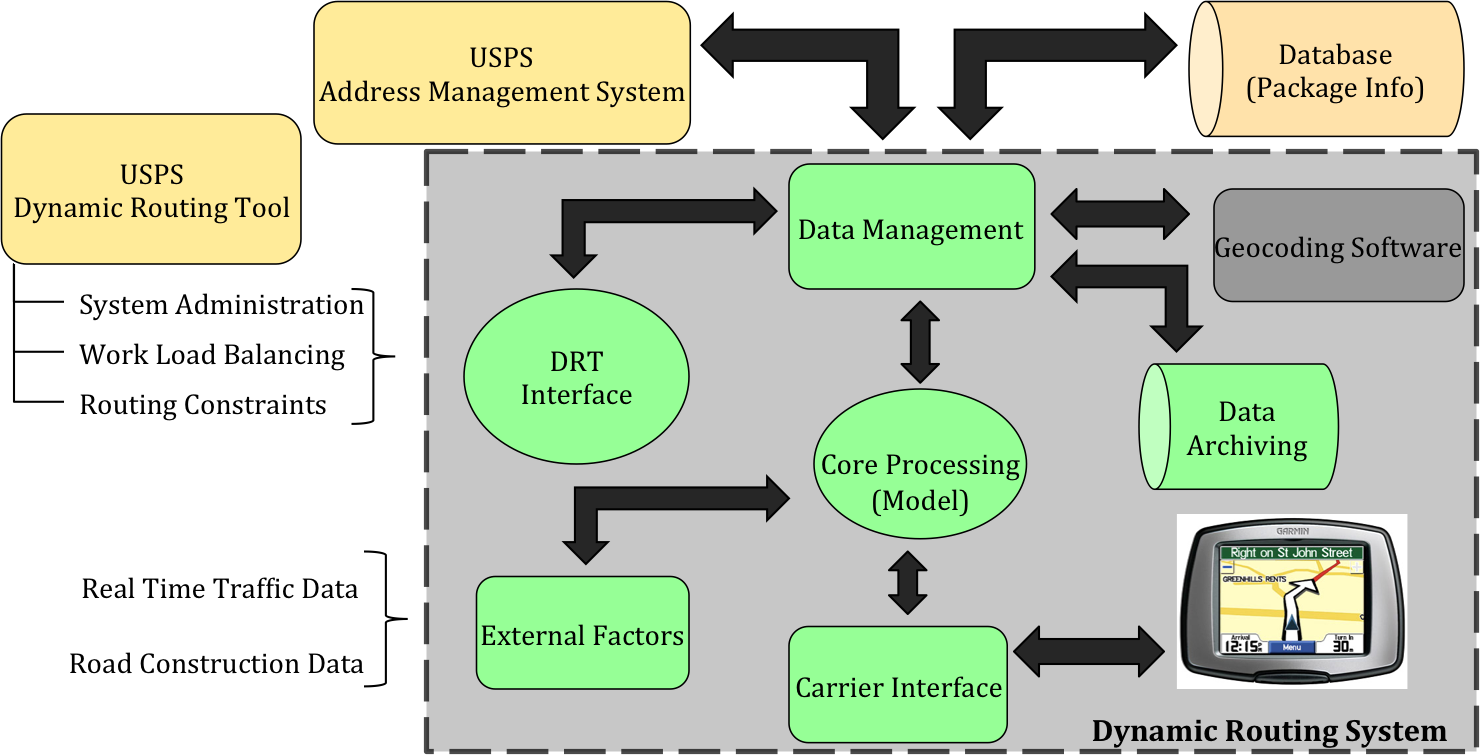 USPS
Address Management System
Database
(Package Info)
USPS
Dynamic Routing Tool
System Administration
Work Load Balancing
Routing Constraints
Data Management
Geocoding Software
DRT
Interface
Data
Archiving
Core Processing
(Model)
Real Time Traffic Data
Road Construction Data
External Factors
Carrier Interface
GARMIN
Right on St John Street
GREENHILLS RENTS
Arrival
12:15
Menu
Turn In
30
Dynamic Routing System